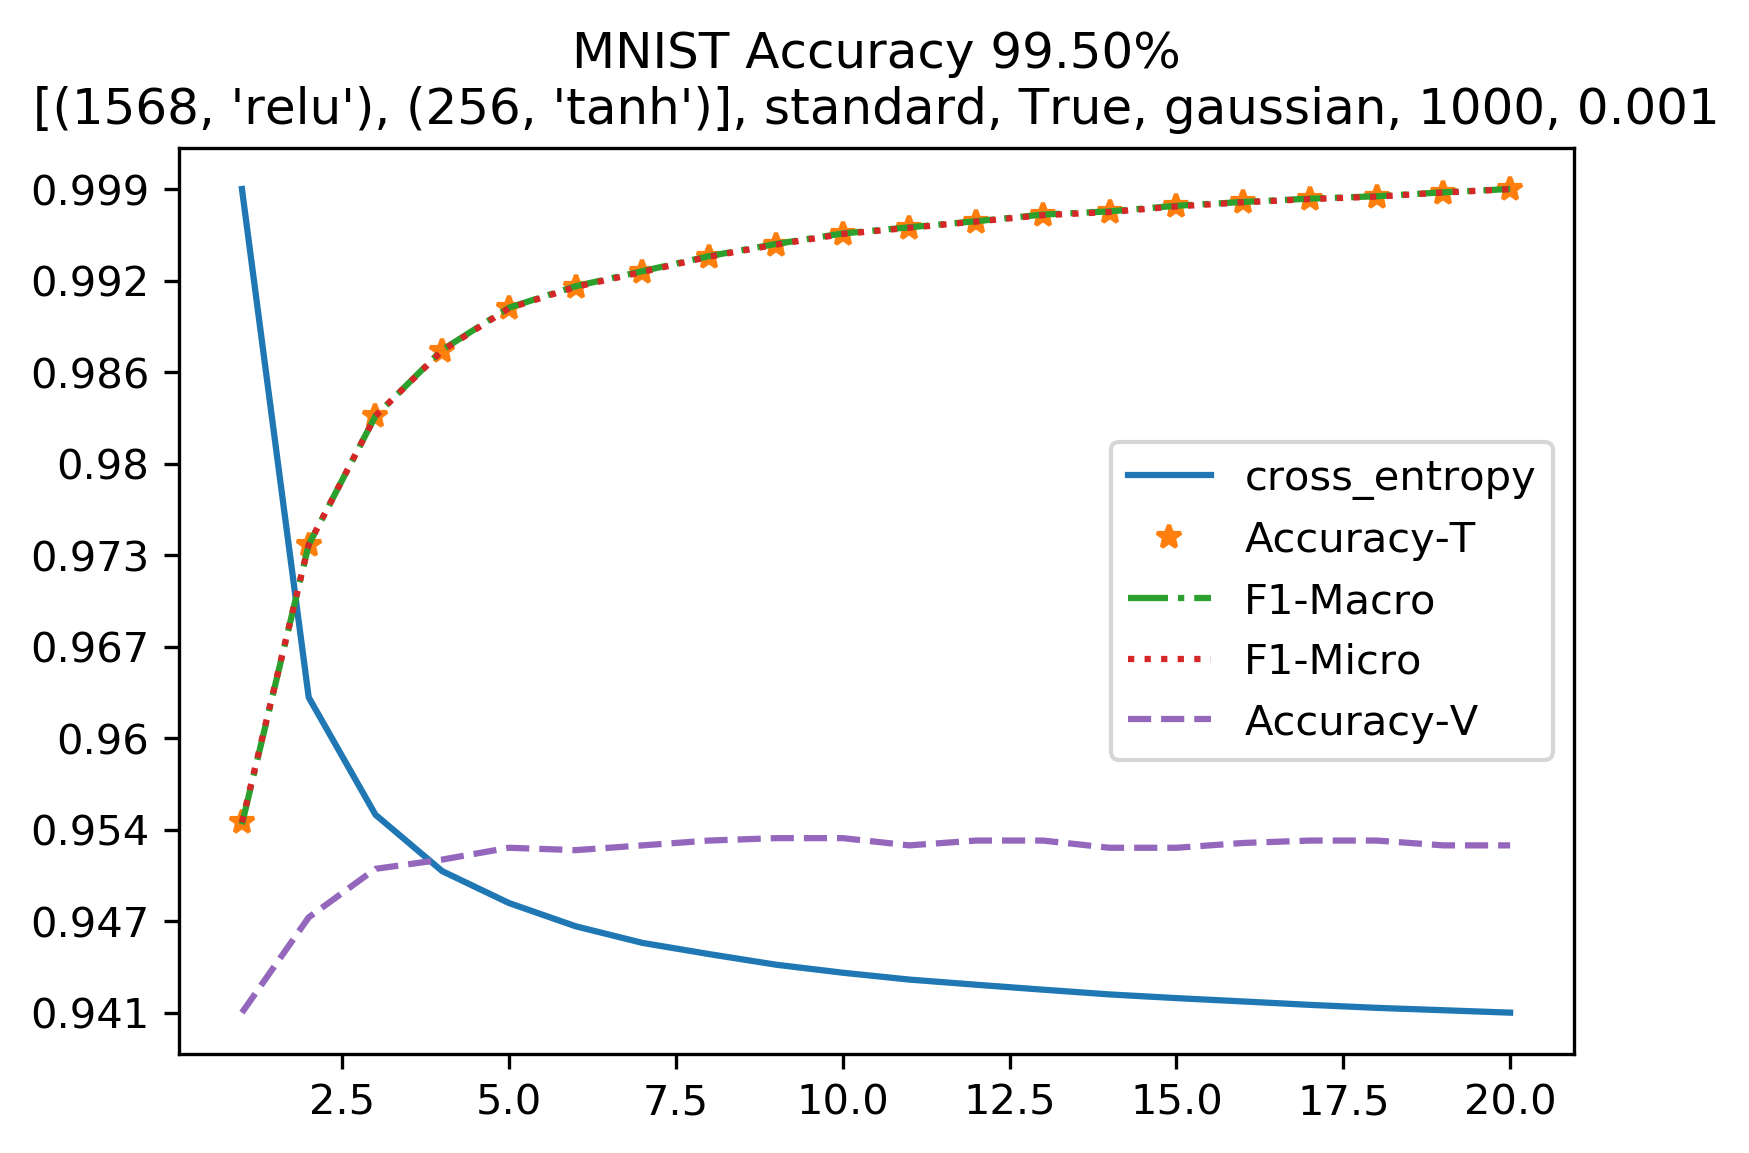 MNIST Accuracy 99.50%
[(1568, 'relu'), (256, 'tanh')], standard, True, gaussian, 1000, 0.001
0.999
0.992
0.986
0.98
0.973
0.967
0.96
0.954
0.947
0.941
cross_entropy
Accuracy-T
F1-Macro
F1-Micro
Accuracy-V
2.5 5.0 7.5 10.0 12.5 15.0 17.5 20.0